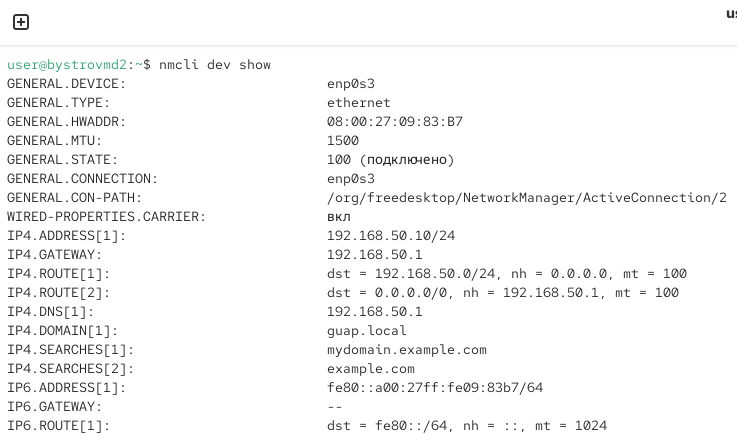 us
user@bystrovmd2:~$ nmcli dev show
GENERAL.DEVICE: enp0s3
GENERAL.TYPE: ethernet
GENERAL.HWADDR: 08:00:27:09:83:B7
GENERAL.MTU: 1500
GENERAL.STATE: 100 (подключено)
GENERAL.CONNECTION: enp0s3
GENERAL.CON-PATH: /org/freedesktop/NetworkManager/ActiveConnection/2
WIRED-PROPERTIES.CARRIER: вкл
IP4.ADDRESS[1]: 192.168.50.10/24
IP4.GATEWAY: 192.168.50.1
IP4.ROUTE[1]: dst = 192.168.50.0/24, nh = 0.0.0.0, mt = 100
IP4.ROUTE[2]: dst = 0.0.0.0/0, nh = 192.168.50.1, mt = 100
IP4.DNS[1]: 192.168.50.1
IP4.DOMAIN[1]: guap.local
IP4.SEARCHES[1]: mydomain.example.com
IP4.SEARCHES[2]: example.com
IP6.ADDRESS[1]: fe80::a00:27ff:fe09:83b7/64
IP6.GATEWAY: --
IP6.ROUTE[1]: dst = fe80::/64, nh = ::, mt = 1024